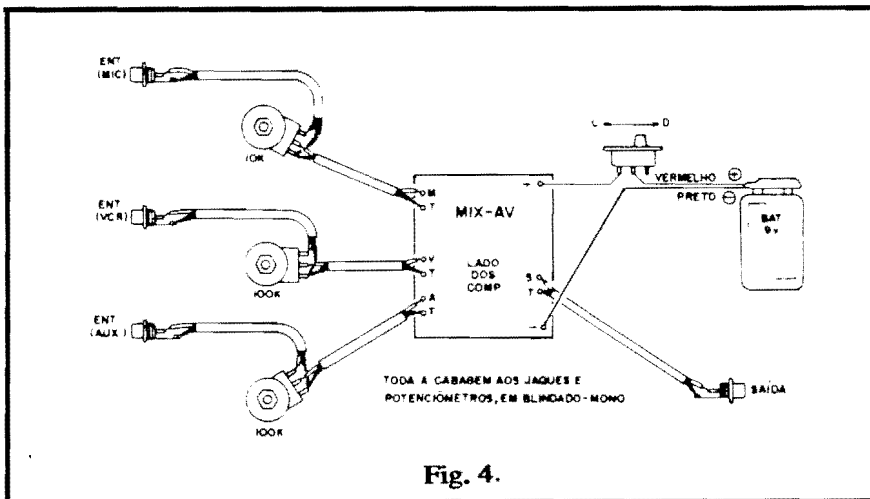 ENT
(MIC)
10K
ENT
(VCR)
100K
ENT
(AUX.)
100K
M
T
V
T
A
T
MIX-AV
LADO
DOS
COMP
+
S
T
−
D
VERMELHO +
PRETO −
BAT
9v
SAÍDA
TODA A CABAGEM AOS JAQUES E
POTENCIÔMETROS, EM BLINDADO-MONO
Fig. 4.